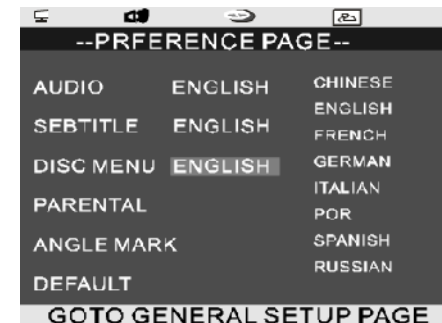 --PRFERENCE PAGE--
AUDIO ENGLISH
SEBTITLE ENGLISH
DISC MENU ENGLISH
PARENTAL
ANGLE MARK
DEFAULT
CHINESE
ENGLISH
FRENCH
GERMAN
ITALIAN
POR
SPANISH
RUSSIAN
GOTO GENERAL SETUP PAGE